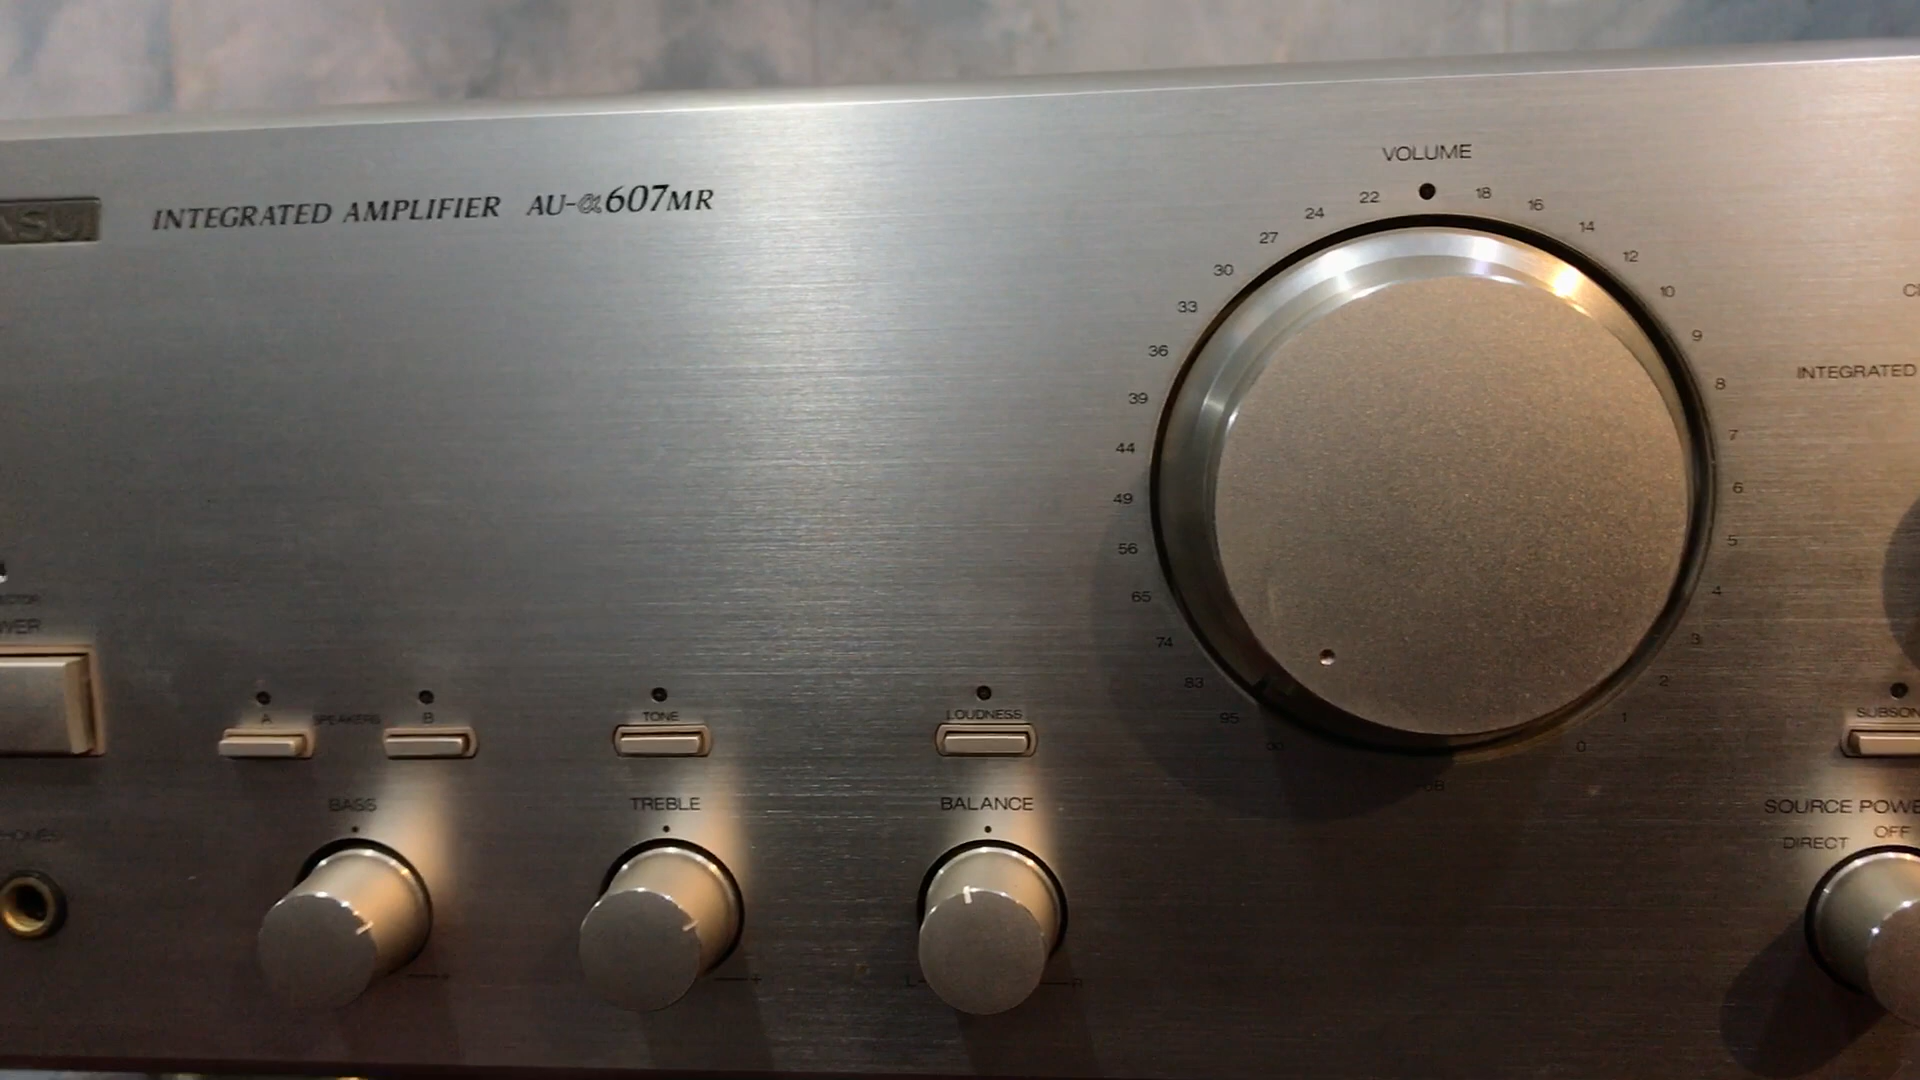 INTEGRATED AMPLIFIER AU-α607MR
VOLUME
22
18
24
16
27
14
30
12
33
10
36
9
39
8
44
7
49
6
56
5
65
4
74
3
83
2
95
1
∞
0
INTEGRATED
A SPEAKERS B
TONE
LOUDNESS
BASS
TREBLE
BALANCE
DIRECT
OFF
SOURCE
L
R
+